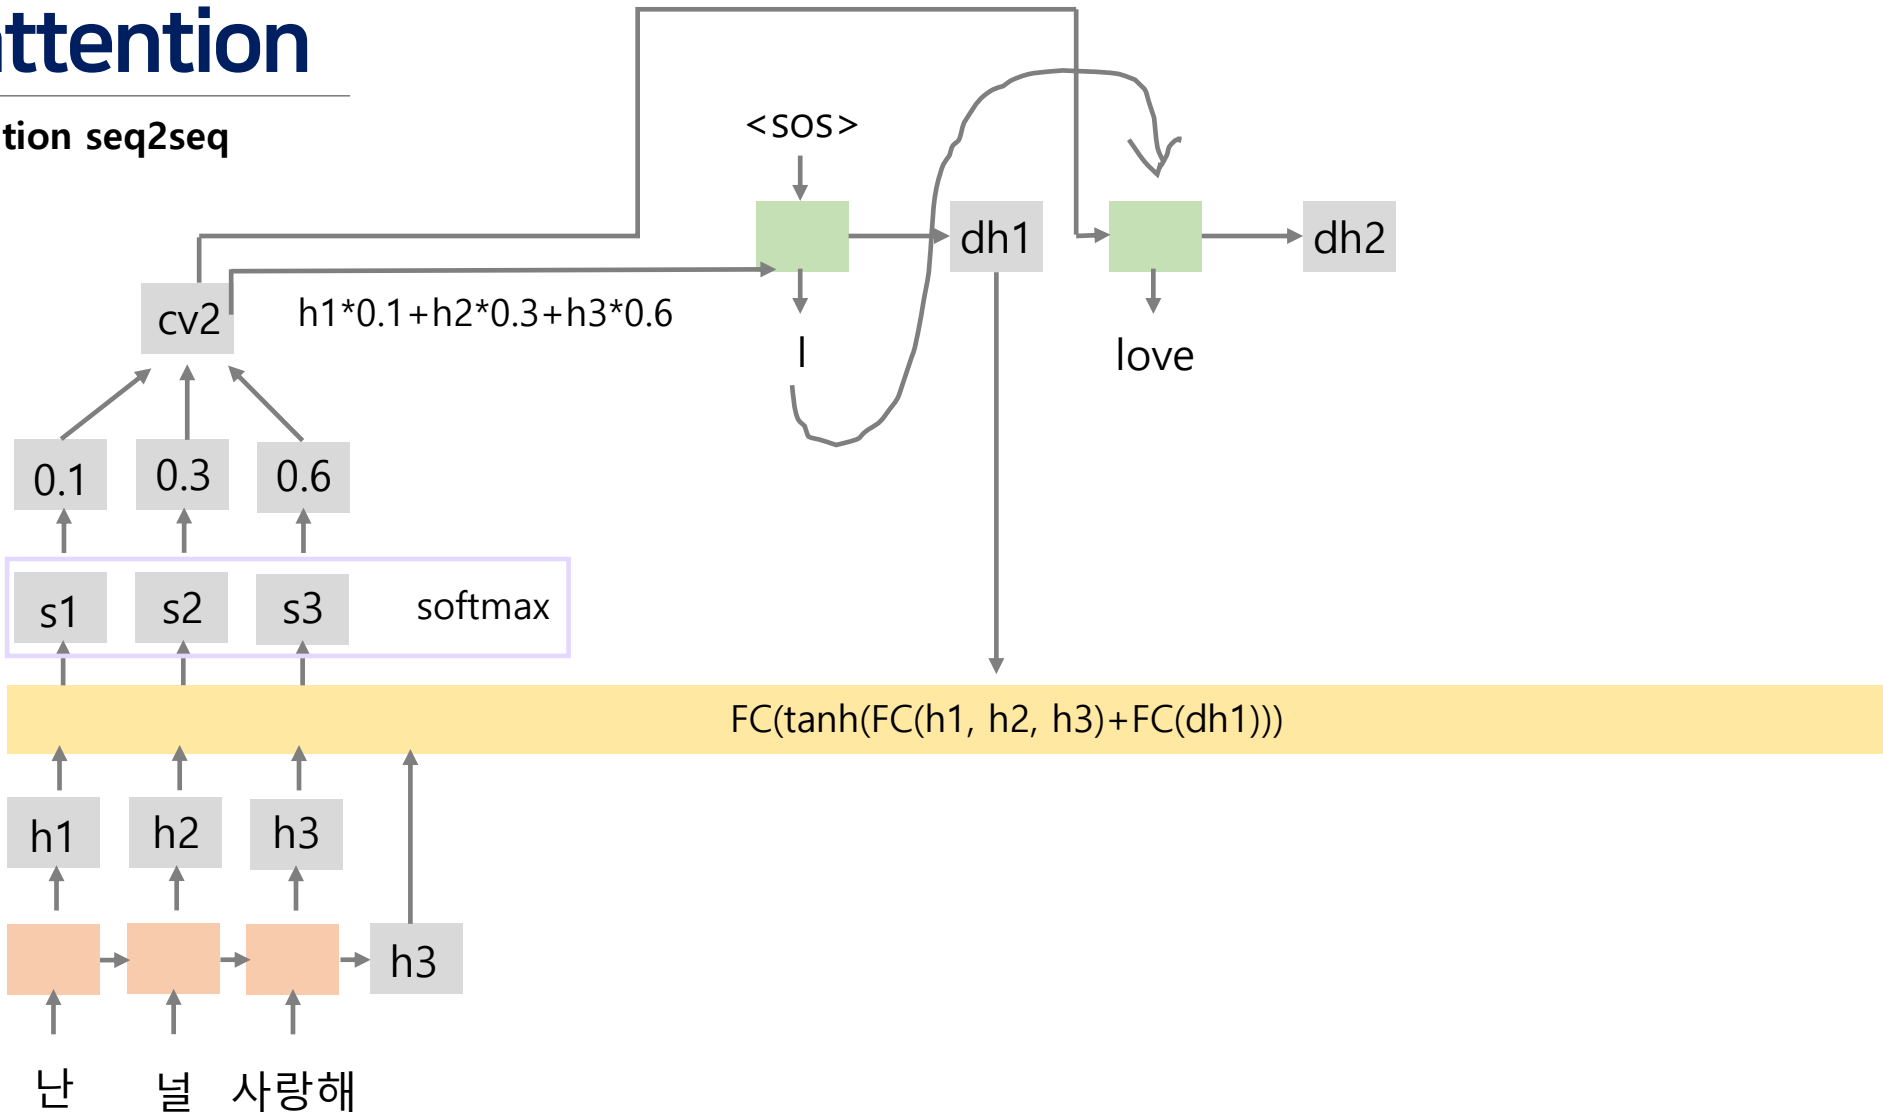 attention
tion seq2seq
<sos>
dh1
dh2
cv2
h1*0.1+h2*0.3+h3*0.6
I
love
0.1
0.3
0.6
s1
s2
s3
softmax
FC(tanh(FC(h1, h2, h3)+FC(dh1)))
h1
h2
h3
h3
난
널
사랑해